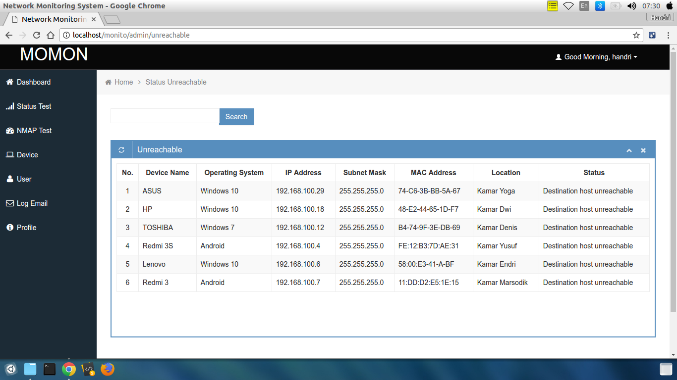 Network Monitoring System - Google Chrome
En
07:30
Network Monitorin
Handri
localhost/monito/admin/unreachable
MOMON
Good Morning, handri
Dashboard
Status Test
NMAP Test
Device
User
Log Email
Profile
Home > Status Unreachable
Search
Unreachable
No. Device Name Operating System IP Address Subnet Mask MAC Address Location Status
1 ASUS Windows 10 192.168.100.29 255.255.255.0 74-C6-3B-BB-5A-67 Kamar Yoga Destination host unreachable
2 HP Windows 10 192.168.100.18 255.255.255.0 48-E2-44-65-1D-F7 Kamar Dwi Destination host unreachable
3 TOSHIBA Windows 7 192.168.100.12 255.255.255.0 B4-74-9F-3E-DB-69 Kamar Denis Destination host unreachable
4 Redmi 3S Android 192.168.100.4 255.255.255.0 FE:12:B3:7D:AE:31 Kamar Yusuf Destination host unreachable
5 Lenovo Windows 10 192.168.100.6 255.255.255.0 58:00:E3-41-A-BF Kamar Endri Destination host unreachable
6 Redmi 3 Android 192.168.100.7 255.255.255.0 11:DD:D2:E5:1E:15 Kamar Marsodik Destination host unreachable